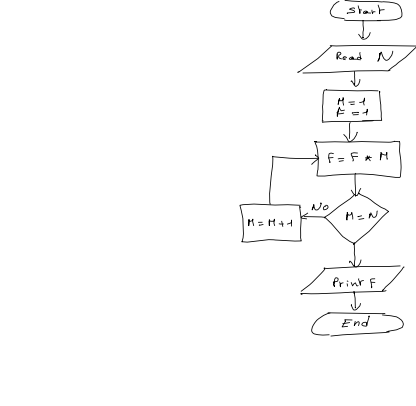 Start
Read N
M = 1
F = 1
F = F * M
No
M = N
M = M + 1
Print F
End